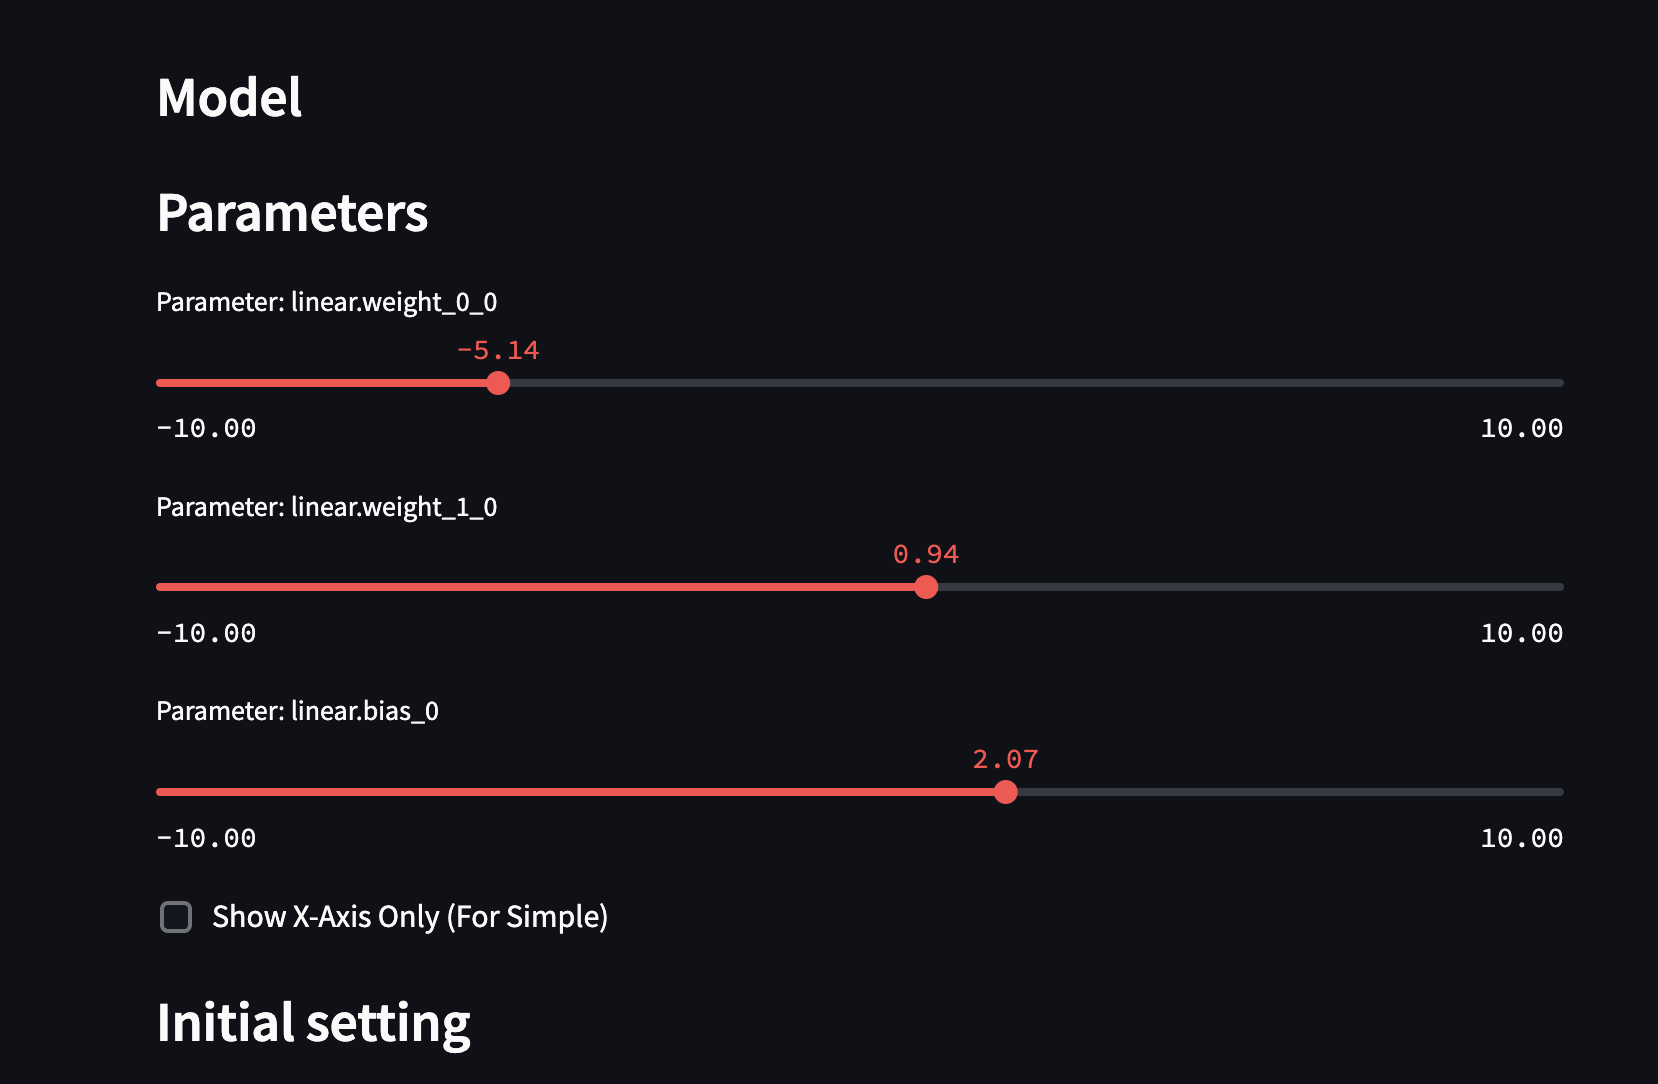 Model
Parameters
Parameter: linear.weight_0_0
-5.14
-10.00 10.00
Parameter: linear.weight_1_0
0.94
-10.00 10.00
Parameter: linear.bias_0
2.07
-10.00 10.00
Show X-Axis Only (For Simple)
Initial setting